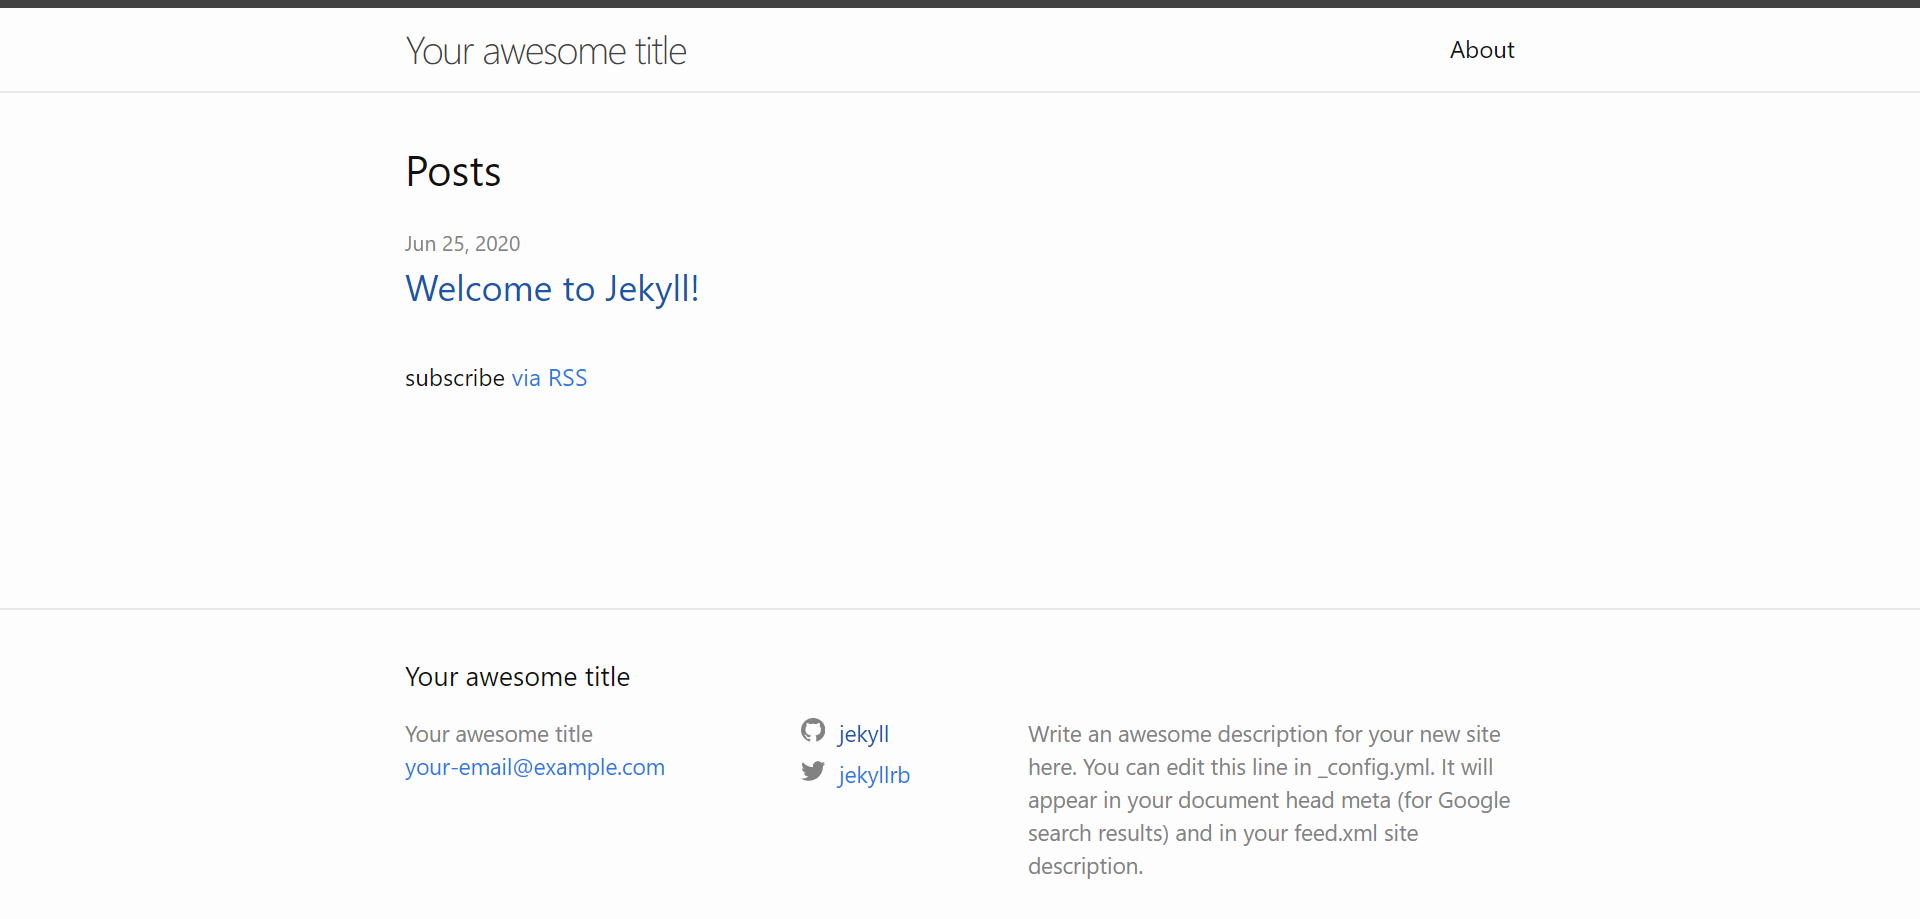 Your awesome title
About
Posts
Jun 25, 2020
Welcome to Jekyll!
subscribe via RSS
Your awesome title
Your awesome title
your-email@example.com
jekyll
jekyllrb
Write an awesome description for your new site
here. You can edit this line in _config.yml. It will
appear in your document head meta (for Google
search results) and in your feed.xml site
description.